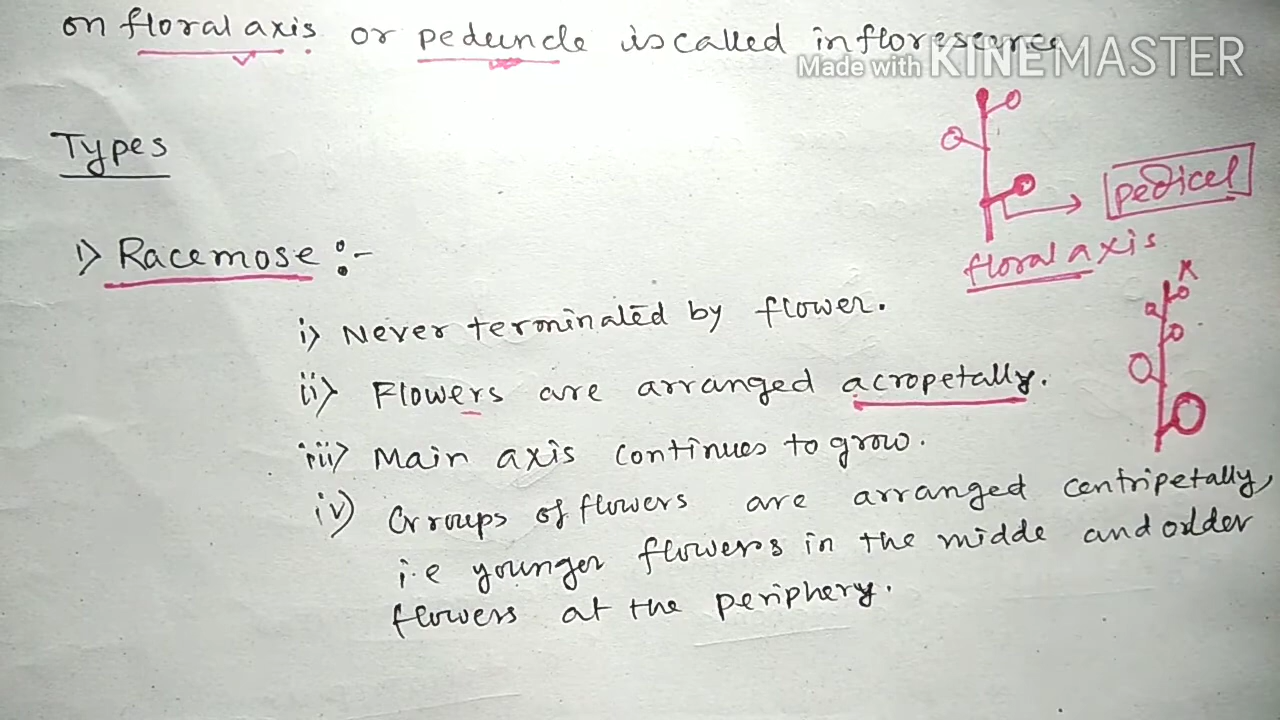 on floral axis or peduncle is called inflorescence
Made with KINEMASTER
Types
pedicel
1) Racemose :-
floral axis
i) Never terminated by flower.
ii) Flowers are arranged acropetally.
iii) Main axis continues to grow.
iv) Groups of flowers are arranged centripetally,
i.e younger flowers in the midde and older
flowers at the periphery.